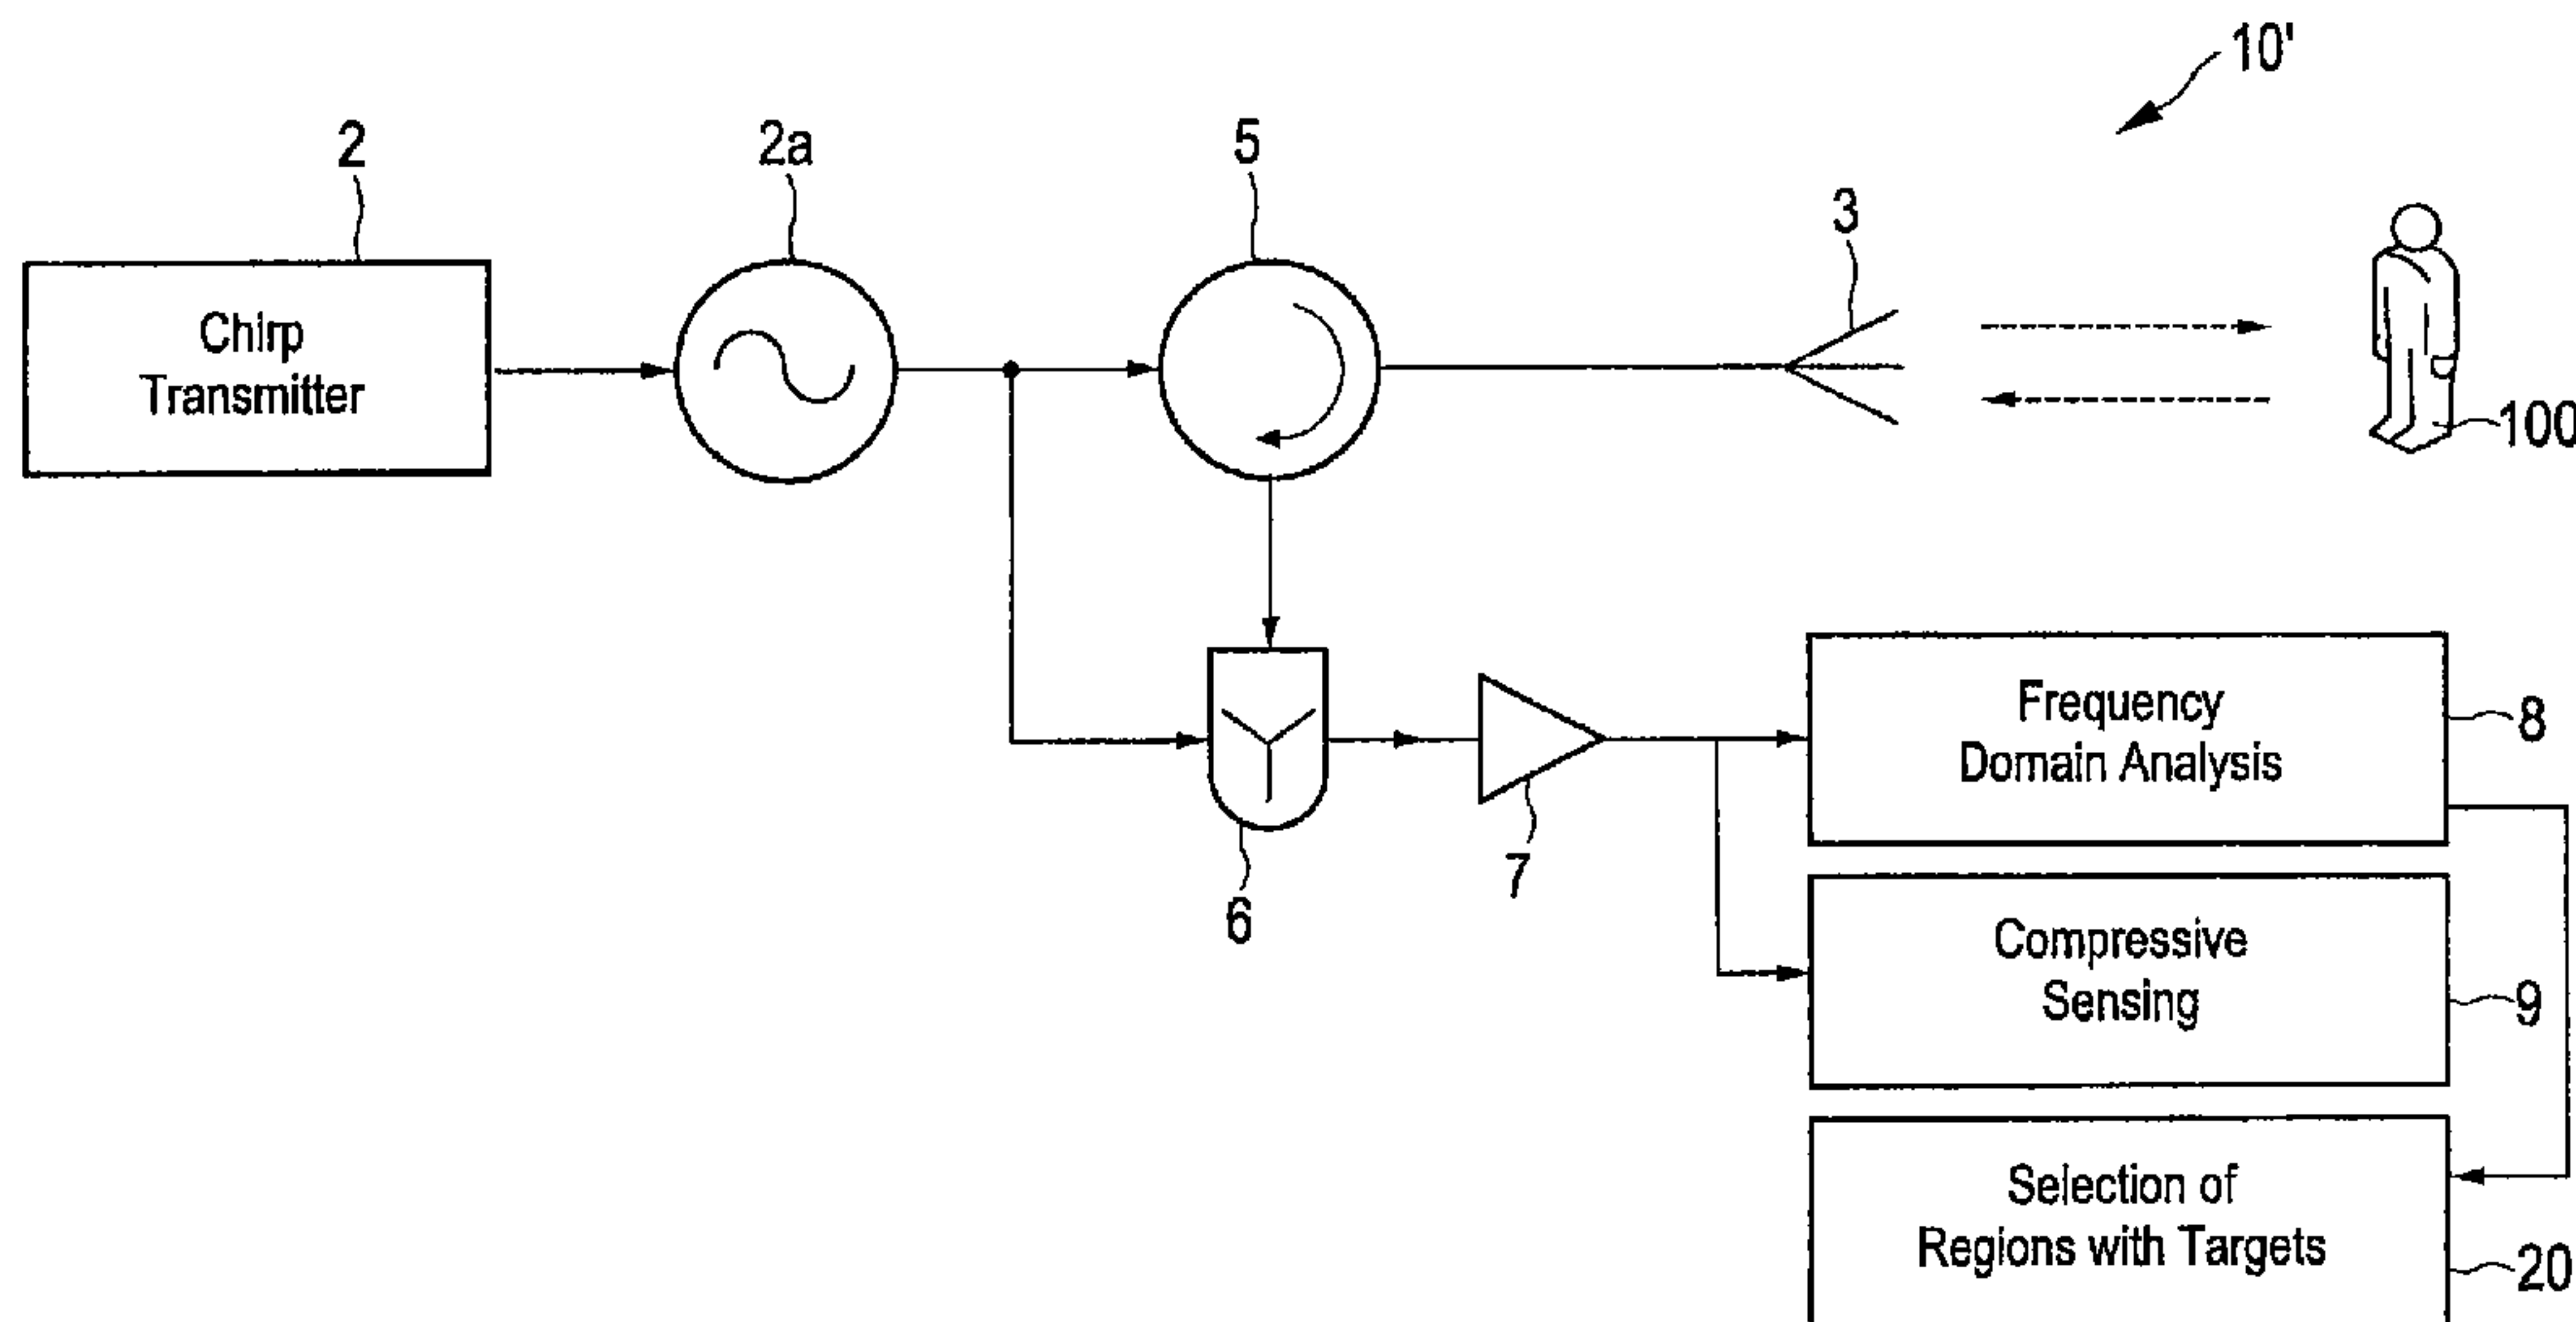 10'
2
2a
5
3
Chirp
Transmitter
100
Frequency
Domain Analysis
8
7
6
Compressive
Sensing
9
Selection of
Regions with Targets
20